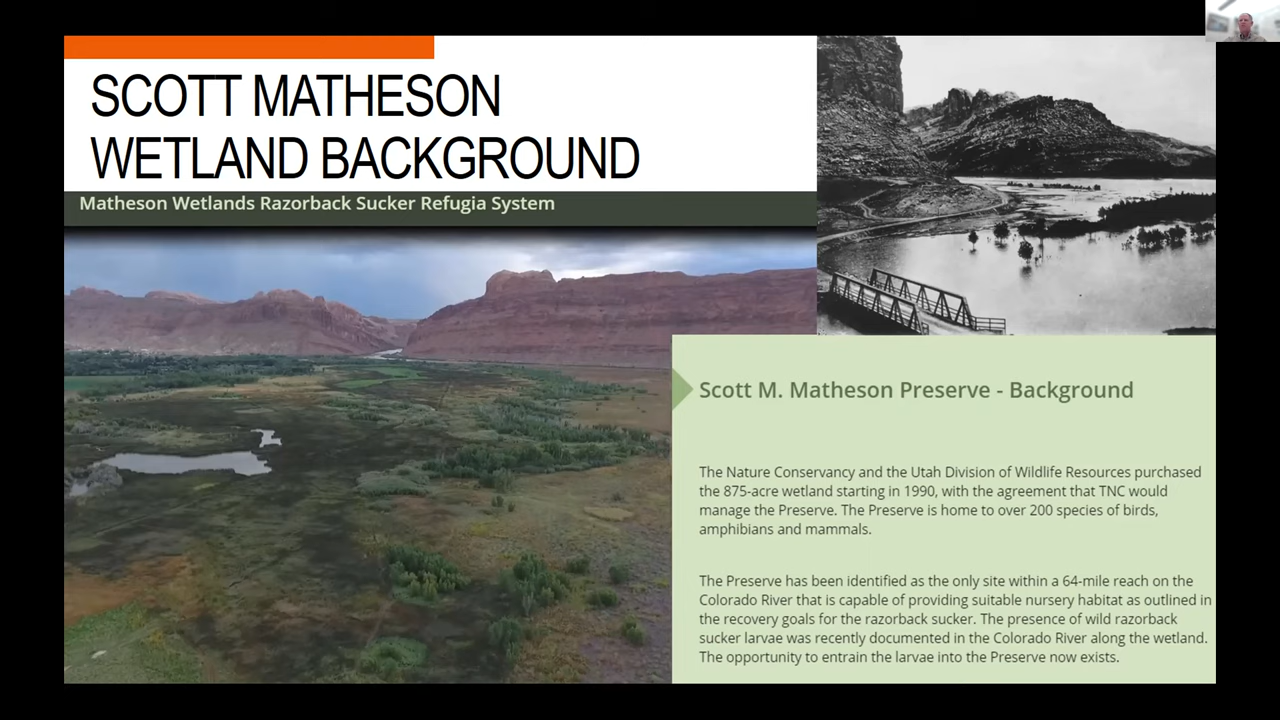 SCOTT MATHESON
WETLAND BACKGROUND
Matheson Wetlands Razorback Sucker Refugia System
Scott M. Matheson Preserve - Background
The Nature Conservancy and the Utah Division of Wildlife Resources purchased
the 875-acre wetland starting in 1990, with the agreement that TNC would
manage the Preserve. The Preserve is home to over 200 species of birds,
amphibians and mammals.
The Preserve has been identified as the only site within a 64-mile reach on the
Colorado River that is capable of providing suitable nursery habitat as outlined in
the recovery goals for the razorback sucker. The presence of wild razorback
sucker larvae was recently documented in the Colorado River along the wetland.
The opportunity to entrain the larvae into the Preserve now exists.